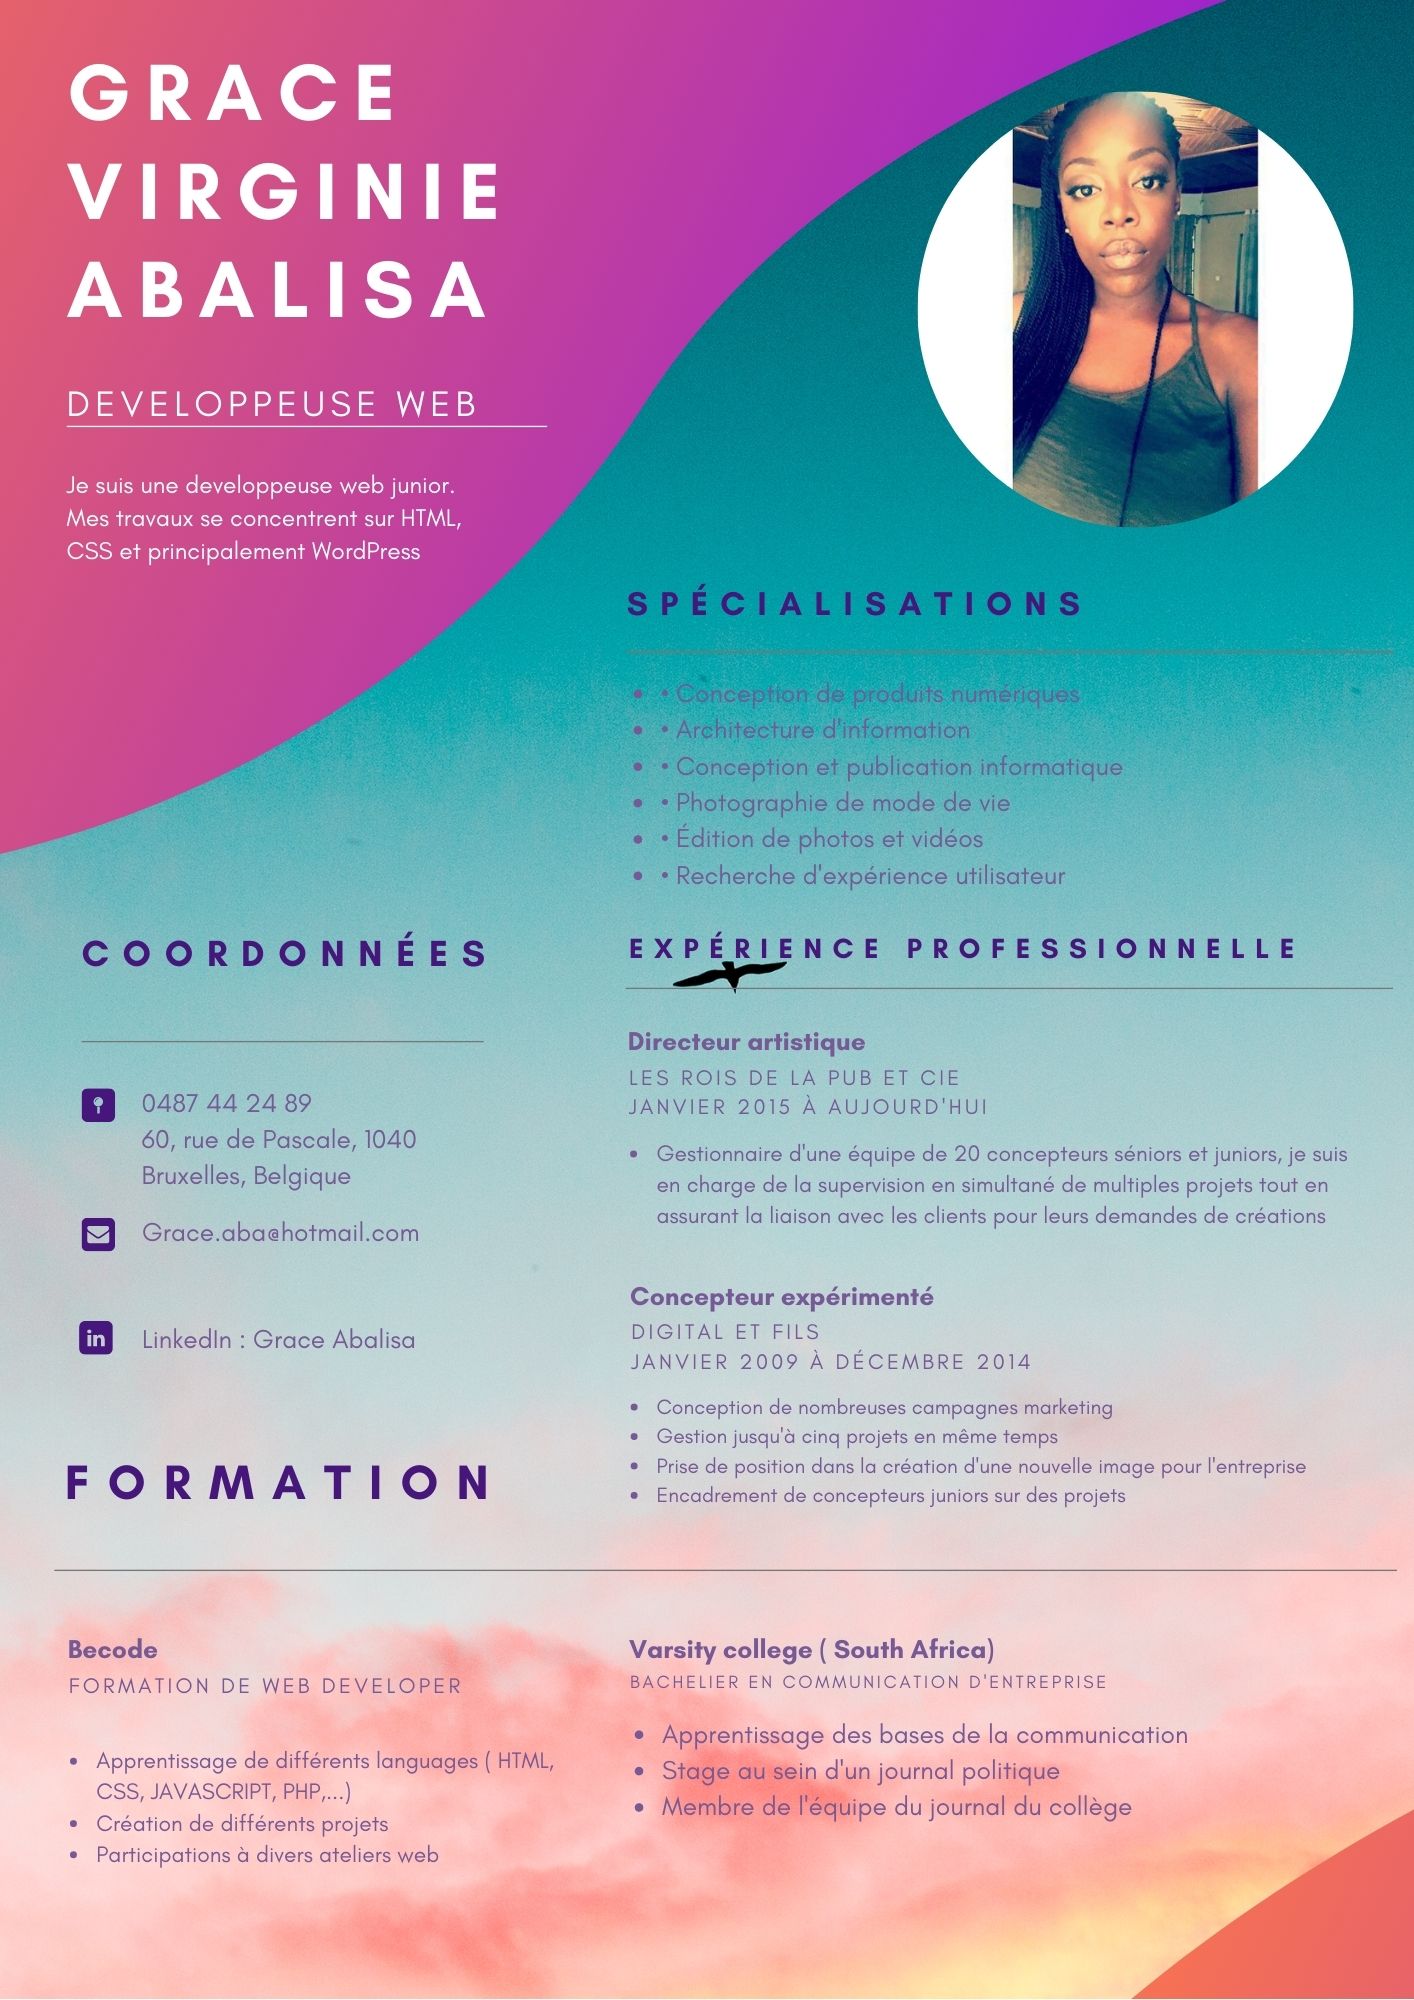 GRACE
VIRGINIE
ABALISA
DEVELOPPEUSE WEB
Je suis une developpeuse web junior.
Mes travaux se concentrent sur HTML,
CSS et principalement WordPress
SPÉCIALISATIONS
• • Conception de produits numériques
• • Architecture d'information
• • Conception et publication informatique
• • Photographie de mode de vie
• • Édition de photos et vidéos
• • Recherche d'expérience utilisateur
COORDONNÉES
0487 44 24 89
60, rue de Pascale, 1040
Bruxelles, Belgique
Grace.aba@hotmail.com
in
LinkedIn : Grace Abalisa
EXPÉRIENCE PROFESSIONNELLE
Directeur artistique
LES ROIS DE LA PUB ET CIE
JANVIER 2015 À AUJOURD'HUI
• Gestionnaire d'une équipe de 20 concepteurs séniors et juniors, je suis
en charge de la supervision en simultané de multiples projets tout en
assurant la liaison avec les clients pour leurs demandes de créations
Concepteur expérimenté
DIGITAL ET FILS
JANVIER 2009 À DÉCEMBRE 2014
• Conception de nombreuses campagnes marketing
• Gestion jusqu'à cinq projets en même temps
• Prise de position dans la création d'une nouvelle image pour l'entreprise
• Encadrement de concepteurs juniors sur des projets
FORMATION
Becode
FORMATION DE WEB DEVELOPER
• Apprentissage de différents languages ( HTML,
CSS, JAVASCRIPT, PHP,...)
• Création de différents projets
• Participations à divers ateliers web
Varsity college ( South Africa)
BACHELIER EN COMMUNICATION D'ENTREPRISE
• Apprentissage des bases de la communication
• Stage au sein d'un journal politique
• Membre de l'équipe du journal du collège